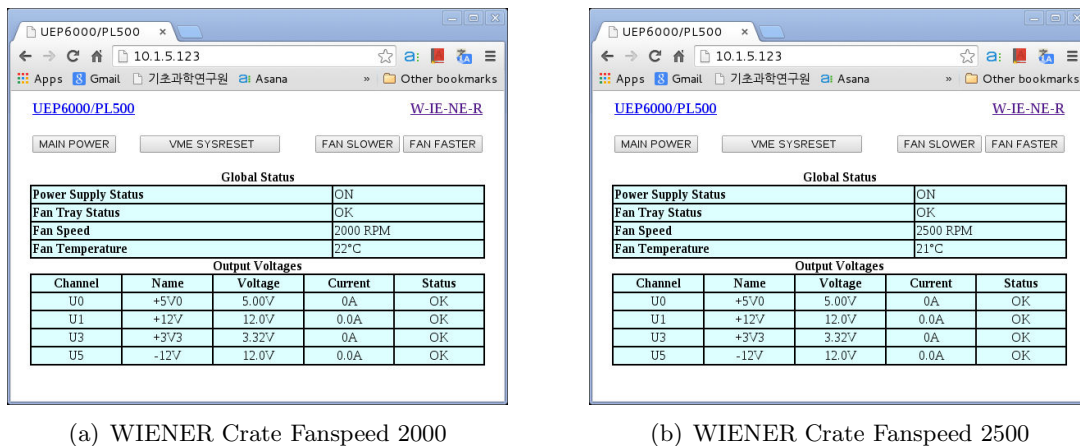 UEP6000/PL500 ×
10.1.5.123
Apps Gmail 기초과학연구원 Asana » Other bookmarks
UEP6000/PL500 W-IE-NE-R
MAIN POWER VME SYSRESET FAN SLOWER FAN FASTER
Global Status
Power Supply Status ON
Fan Tray Status OK
Fan Speed 2000 RPM
Fan Temperature 22°C
Output Voltages
Channel Name Voltage Current Status
U0 +5V0 5.00V 0A OK
U1 +12V 12.0V 0.0A OK
U3 +3V3 3.32V 0A OK
U5 -12V 12.0V 0.0A OK
(a) WIENER Crate Fanspeed 2000
UEP6000/PL500 ×
10.1.5.123
Apps Gmail 기초과학연구원 Asana » Other bookmarks
UEP6000/PL500 W-IE-NE-R
MAIN POWER VME SYSRESET FAN SLOWER FAN FASTER
Global Status
Power Supply Status ON
Fan Tray Status OK
Fan Speed 2500 RPM
Fan Temperature 21°C
Output Voltages
Channel Name Voltage Current Status
U0 +5V0 5.00V 0A OK
U1 +12V 12.0V 0.0A OK
U3 +3V3 3.32V 0A OK
U5 -12V 12.0V 0.0A OK
(b) WIENER Crate Fanspeed 2500